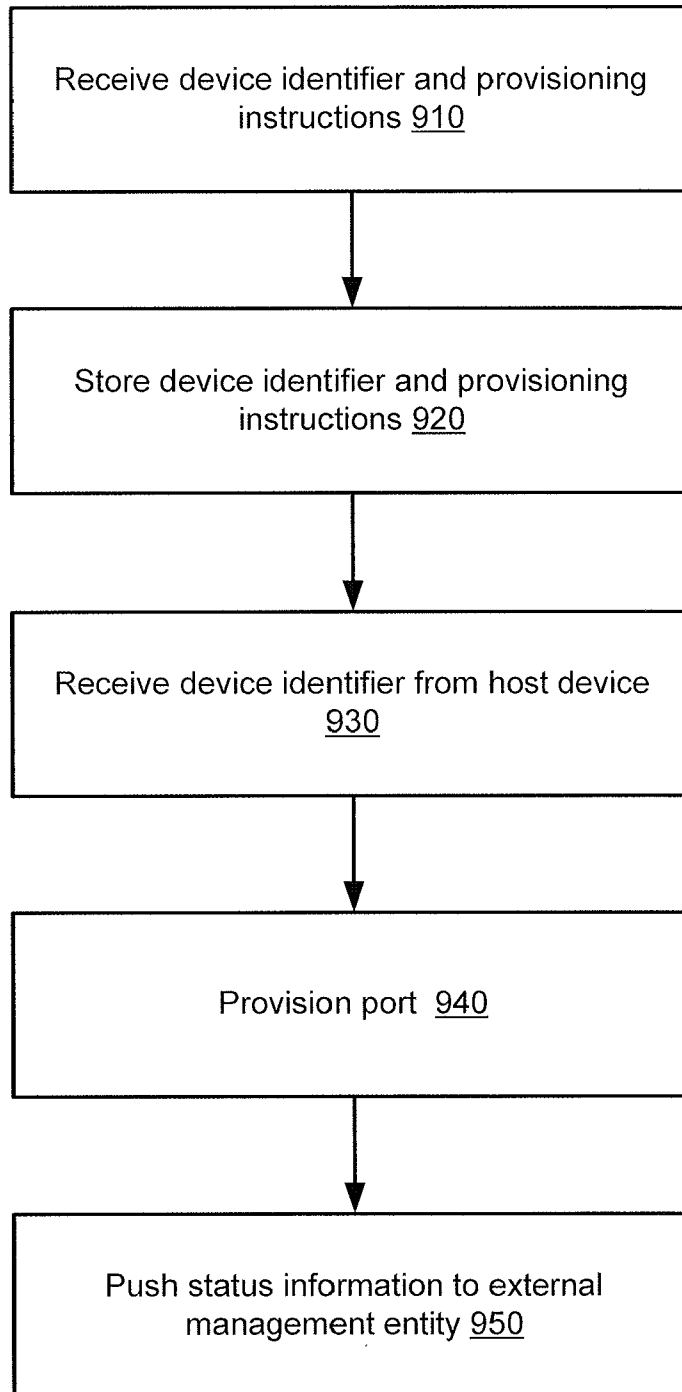 Receive device identifier and provisioning
instructions 910
Store device identifier and provisioning
instructions 920
Receive device identifier from host device
930
Provision port 940
Push status information to external
management entity 950